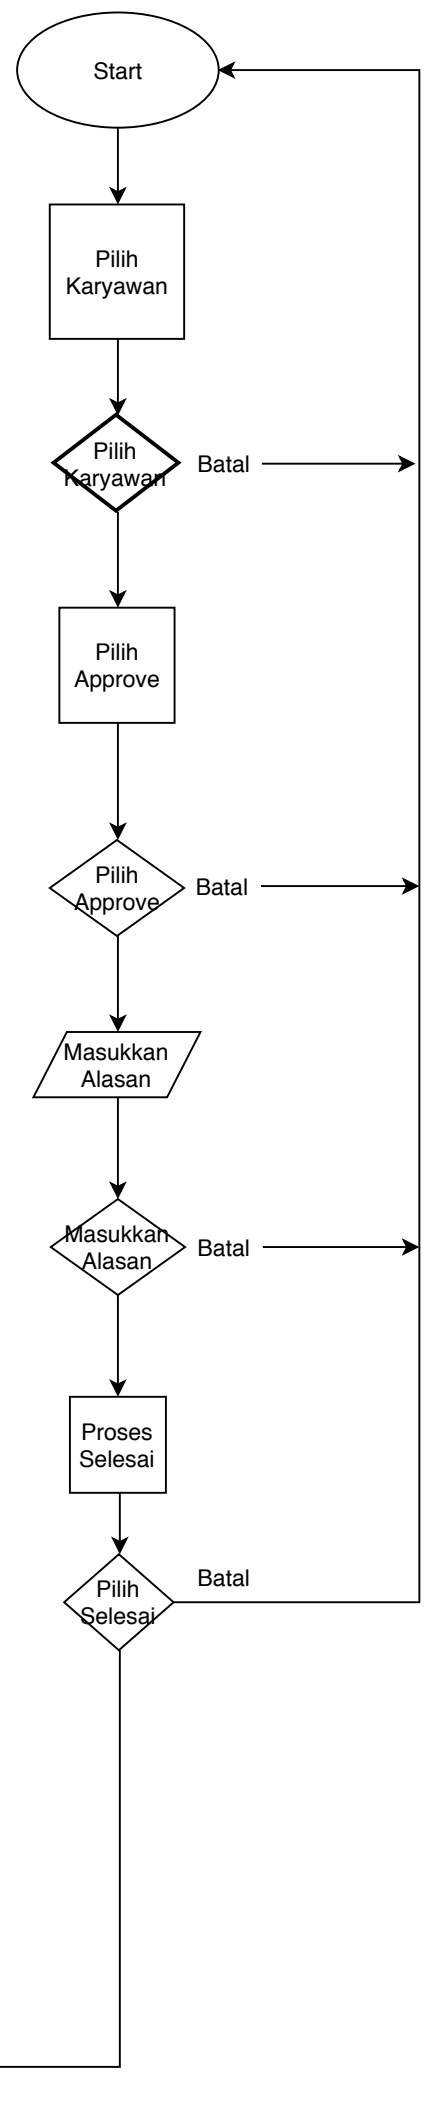 Start
Pilih
Karyawan
Pilih
Karyawan
Batal
Pilih
Approve
Pilih
Approve
Batal
Masukkan
Alasan
Masukkan
Alasan
Batal
Proses
Selesai
Batal
Pilih
Selesai